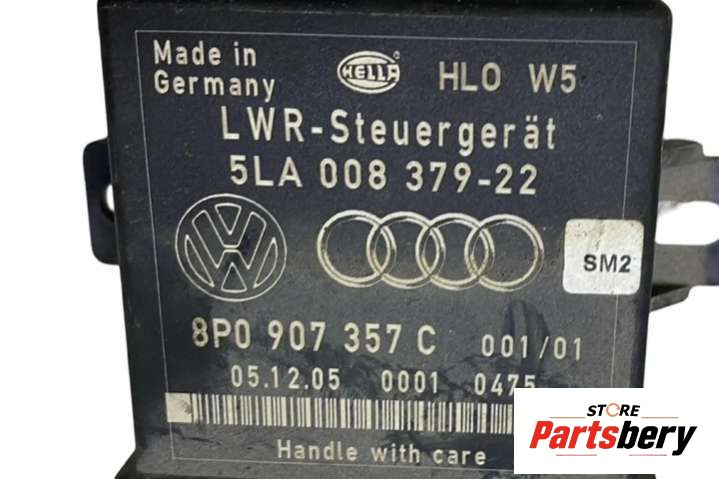 Made in
Germany
HELLA
HLO W5
LWR-Steuergerät
5LA 008 379-22
SM2
8P0 907 357 C 001/01
05.12.05 0001 0475
Handle with care
STORE
Partsbery